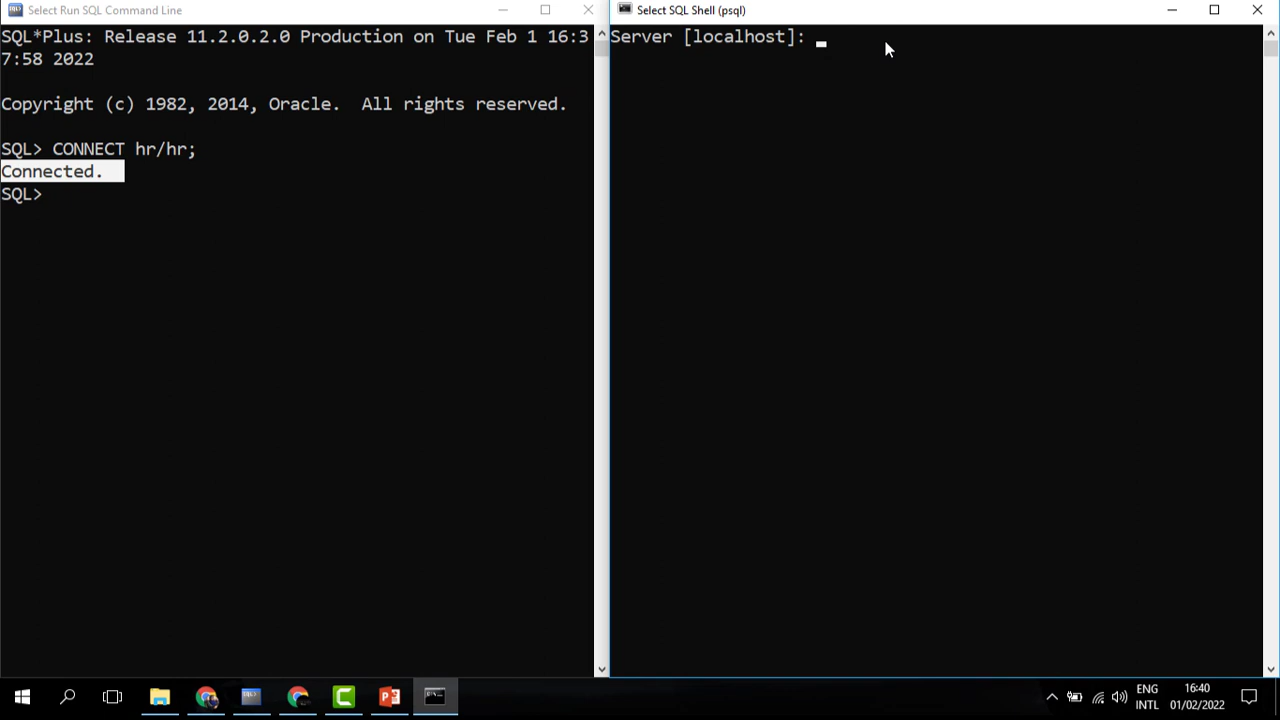 Select Run SQL Command Line
SQL*Plus: Release 11.2.0.2.0 Production on Tue Feb 1 16:3
7:58 2022
Copyright (c) 1982, 2014, Oracle.  All rights reserved.
SQL> CONNECT hr/hr;
Connected.
SQL>
Select SQL Shell (psql)
Server [localhost]:
ENG
INTL
16:40
01/02/2022